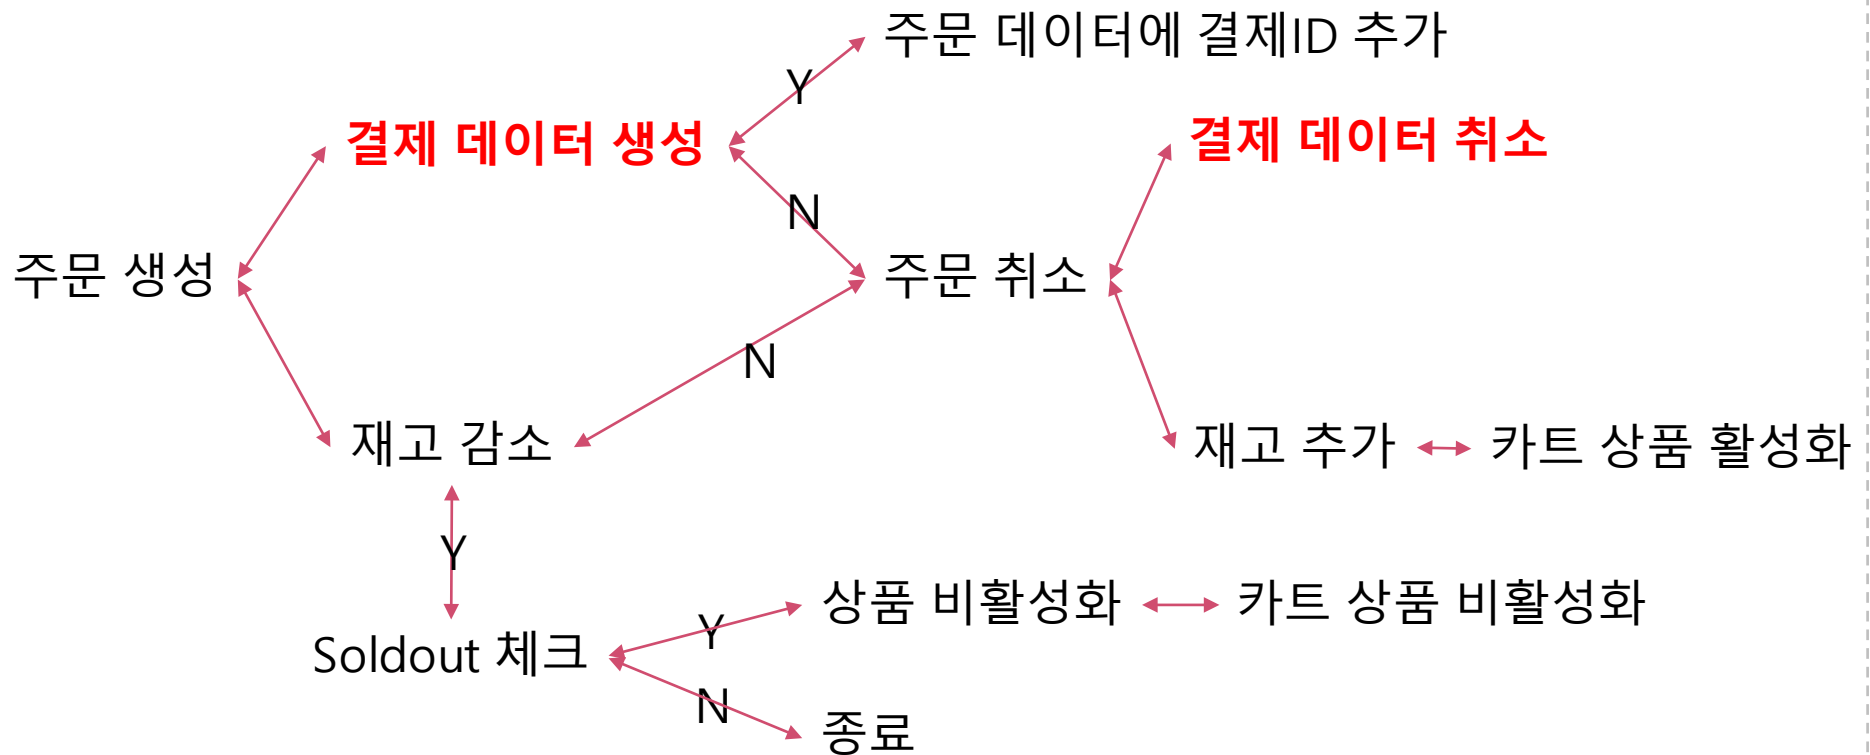 주문 데이터에 결제ID 추가
Y
결제 데이터 생성
결제 데이터 취소
N
주문 생성
주문 취소
N
재고 감소
재고 추가
카트 상품 활성화
Y
상품 비활성화
카트 상품 비활성화
Y
Soldout 체크
N
종료